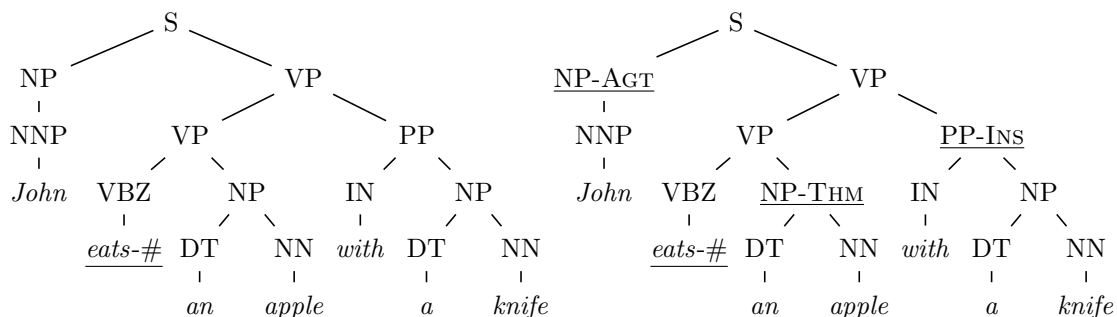 S S
NP VP NP-AGT VP
NNP VP PP NNP VP PP-INS
John VBZ NP IN NP John VBZ NP-THM IN NP
eats-# DT NN with DT NN eats-# DT NN with DT NN
an apple a knife an apple a knife